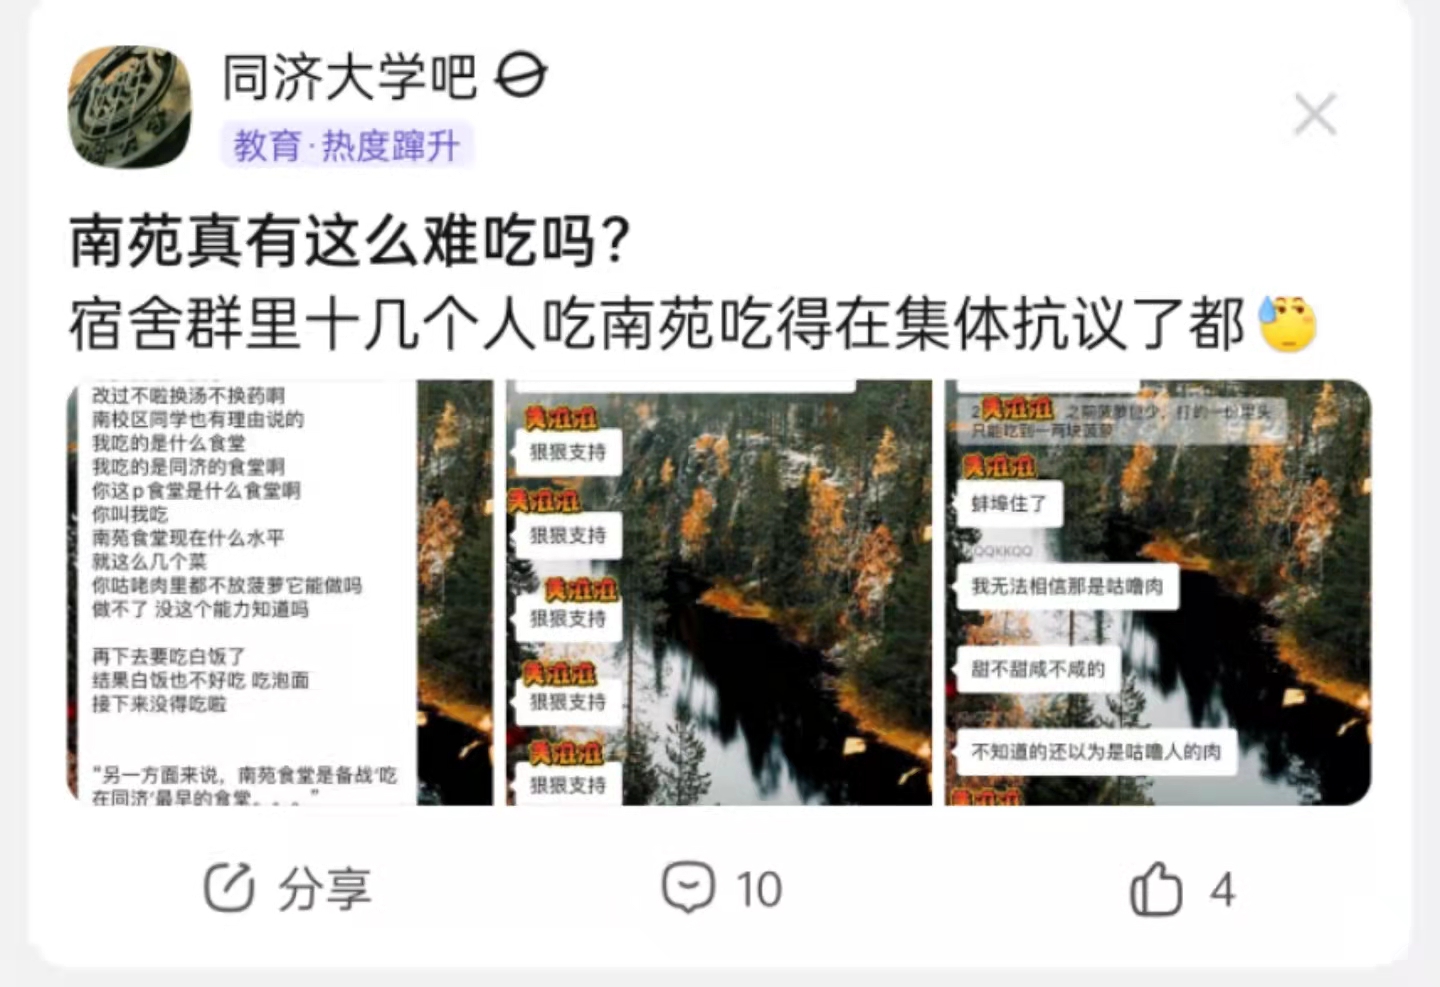 同济大学吧
教育·热度蹿升
南苑真有这么难吃吗？
宿舍群里十几个人吃南苑吃得在集体抗议了都
改过不啦换汤不换药啊
南校区同学也有理由说的
我吃的是什么食堂
我吃的是同济的食堂啊
你这p食堂是什么食堂啊
你叫我吃
南苑食堂现在什么水平
就这么几个菜
你咕咾肉里都不放菠萝它能做吗
做不了 没这个能力知道吗
再下去要吃白饭了
结果白饭也不好吃 吃泡面
接下来没得吃啦
“另一方面来说，南苑食堂是备战‘吃
在同济’最早的食堂。。。”
狠狠支持
狠狠支持
狠狠支持
狠狠支持
狠狠支持
之前菠萝巨少，打的一份里头
只能吃到一两块菠萝
蚌埠住了
我无法相信那是咕噜肉
甜不甜咸不咸的
不知道的还以为是咕噜人的肉
分享
10
4